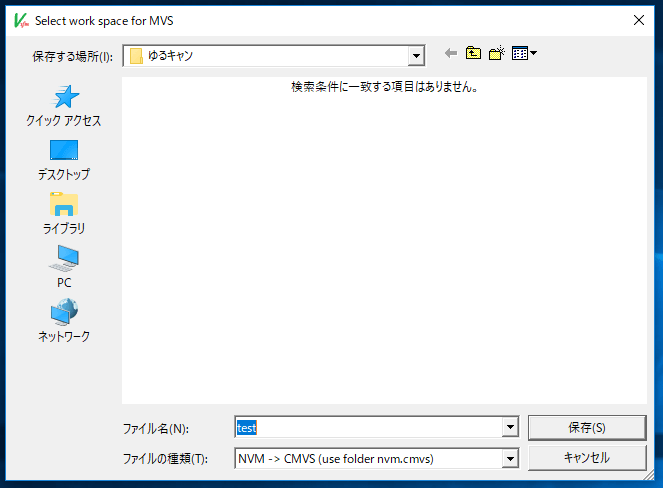 Select work space for MVS
保存する場所(I):
ゆるキャン
検索条件に一致する項目はありません。
クイック アクセス
デスクトップ
ライブラリ
PC
ネットワーク
ファイル名(N):
test
保存(S)
ファイルの種類(T):
NVM -> CMVS (use folder nvm.cmvs)
キャンセル